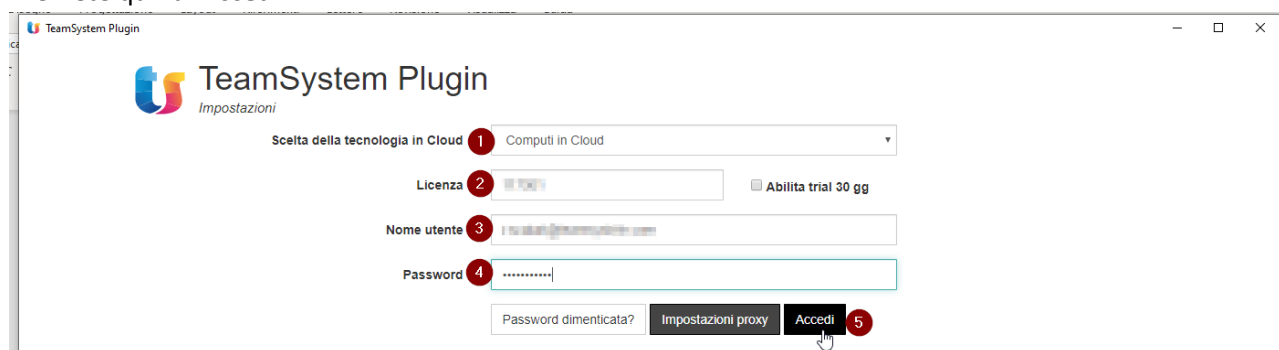 TeamSystem Plugin
TeamSystem Plugin
Impostazioni
Scelta della tecnologia in Cloud 1 Computi in Cloud
Licenza 2 Abilita trial 30 gg
Nome utente 3
Password 4 •••••••••••
Password dimenticata? Impostazioni proxy Accedi 5